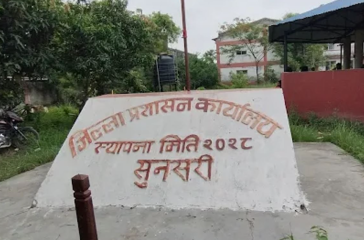 जिल्ला प्रशासन कार्यालय
स्थापना मिति २०२८
सुनसरी